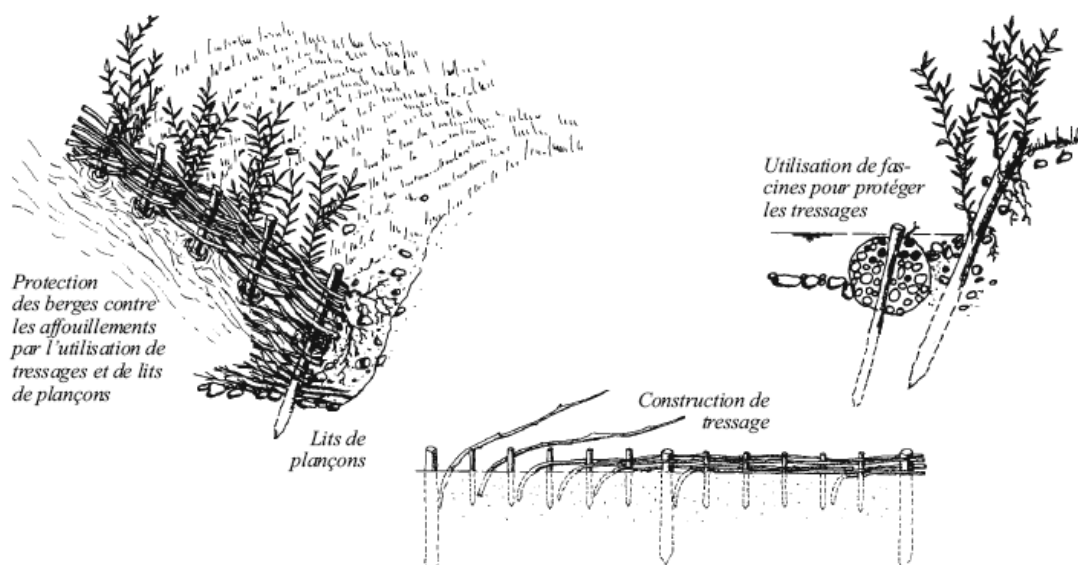 Protection
des berges contre
les affouillements
par l'utilisation de
tressages et de lits
de plançons
Lits de
plançons
Utilisation de fas-
cines pour protéger
les tressages
Construction de
tressage